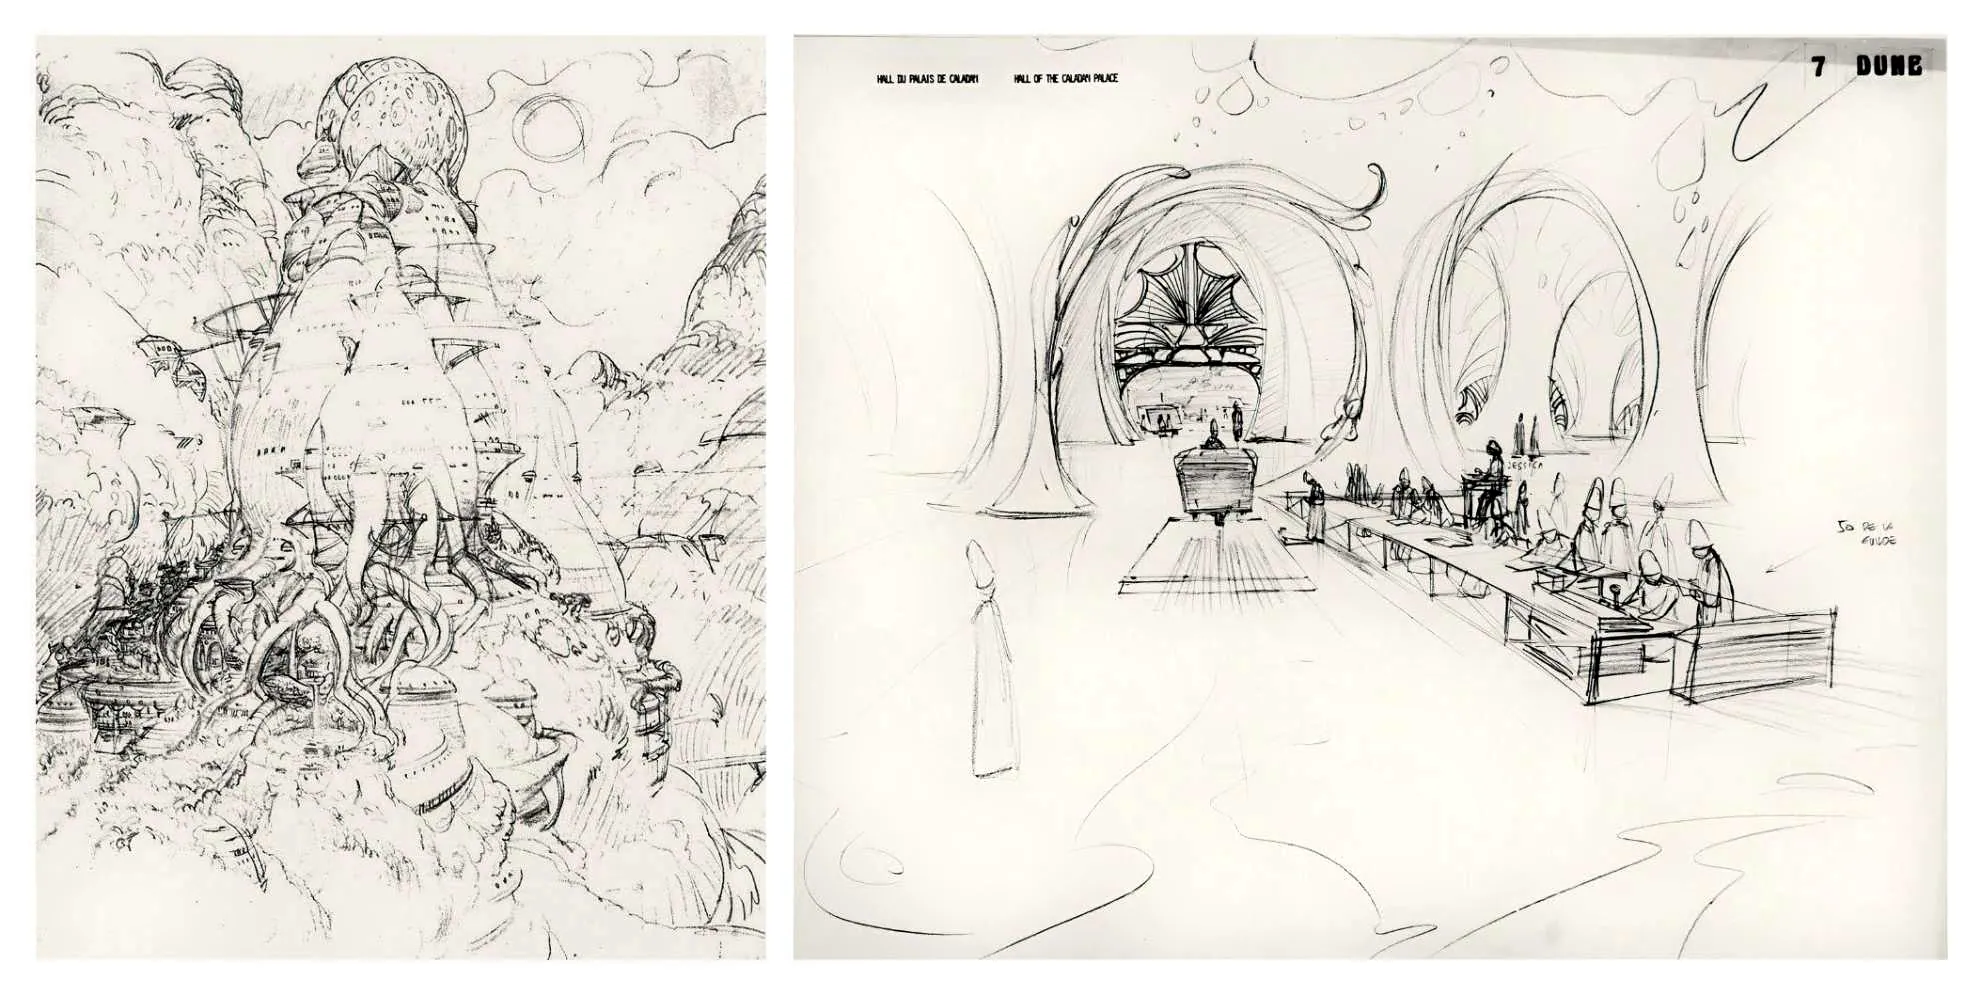 HALL DU PALAIS DE CALADAN
HALL OF THE CALADAN PALACE
7 DUNE
JESSICA
50 DE LA
GUILDE